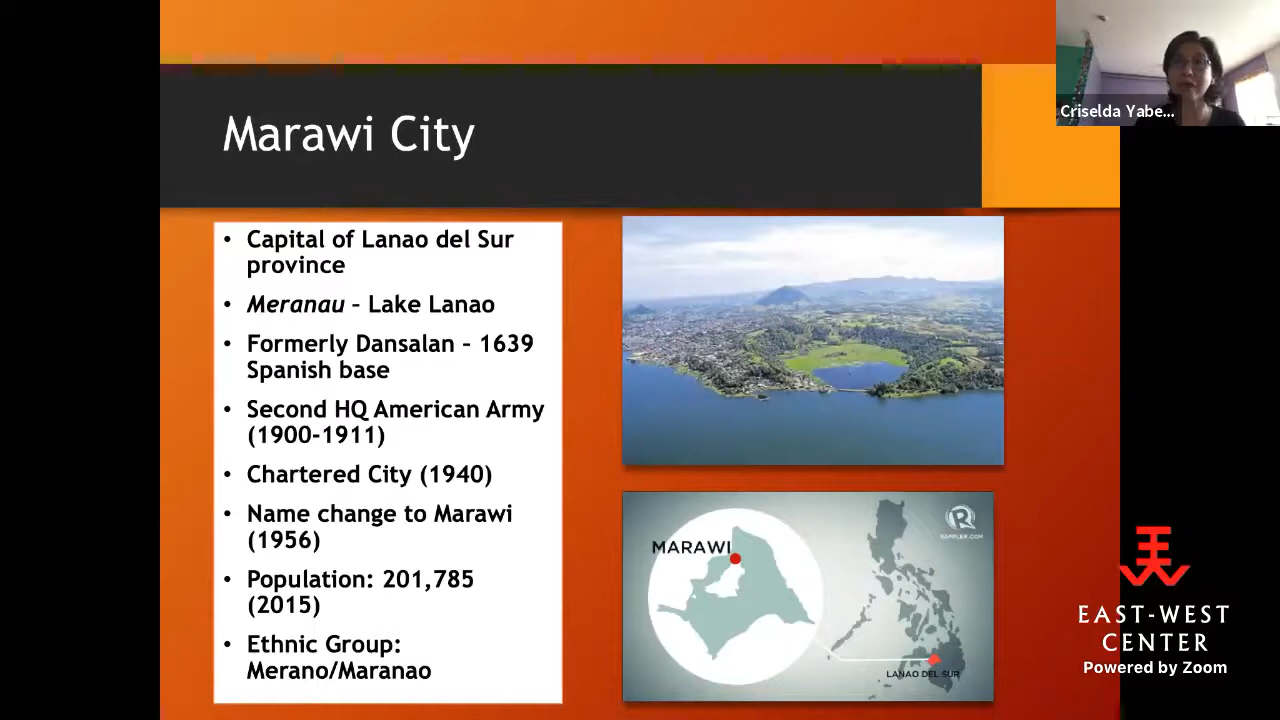 Criselda Yabe...
Marawi City
• Capital of Lanao del Sur
province
• Meranau – Lake Lanao
• Formerly Dansalan – 1639
Spanish base
• Second HQ American Army
(1900-1911)
• Chartered City (1940)
• Name change to Marawi
(1956)
• Population: 201,785
(2015)
• Ethnic Group:
Merano/Maranao
RAPPLER.COM
MARAWI
LANAO DEL SUR
EAST-WEST
CENTER
Powered by Zoom